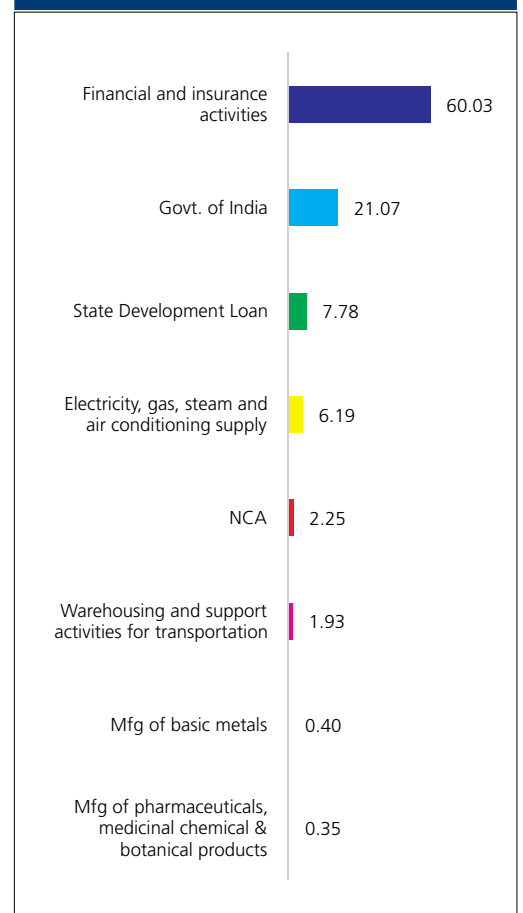 Financial and insurance
activities
60.03
Govt. of India
21.07
State Development Loan
7.78
Electricity, gas, steam and
air conditioning supply
6.19
NCA
2.25
Warehousing and support
activities for transportation
1.93
Mfg of basic metals
0.40
Mfg of pharmaceuticals,
medicinal chemical &
botanical products
0.35